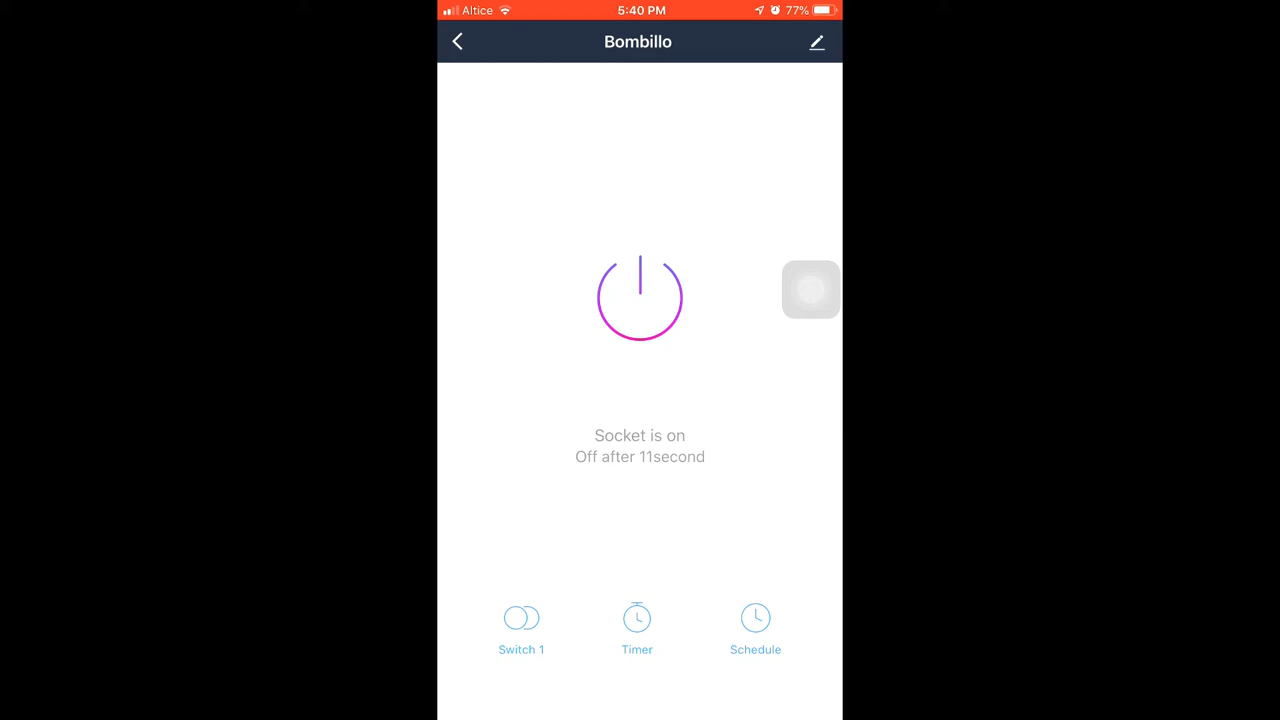 Altice 5:40 PM 77%
Bombillo
Socket is on
Off after 11second
Switch 1 Timer Schedule